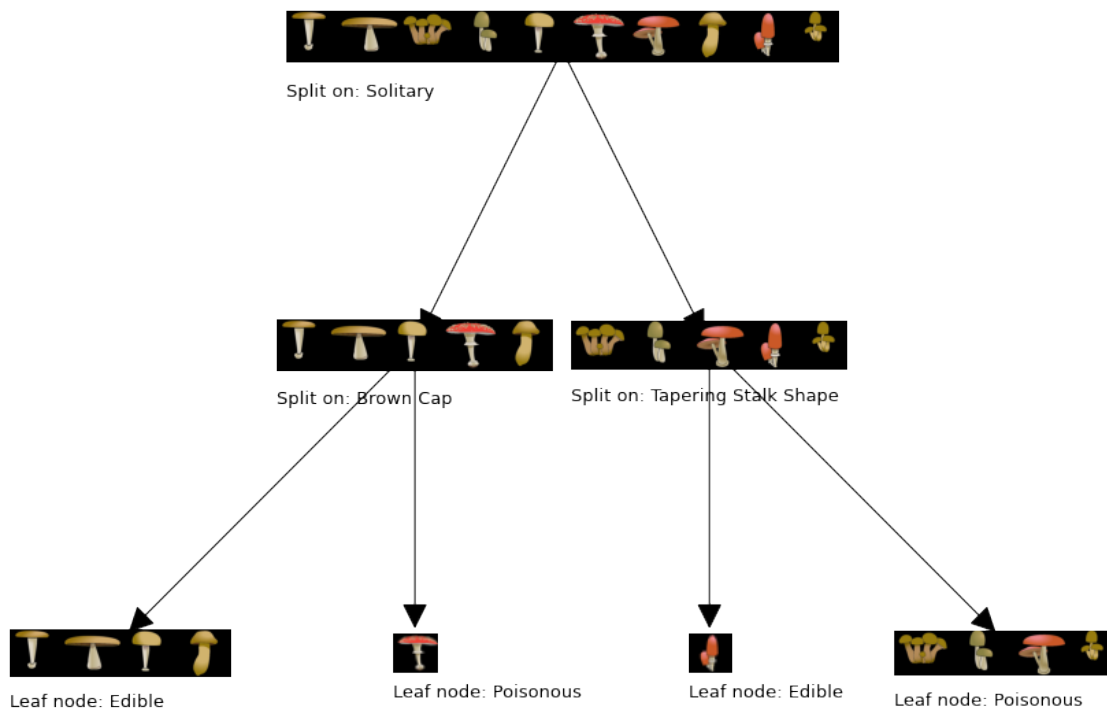 Split on: Solitary
Split on: Brown Cap
Split on: Tapering Stalk Shape
Leaf node: Edible
Leaf node: Poisonous
Leaf node: Edible
Leaf node: Poisonous